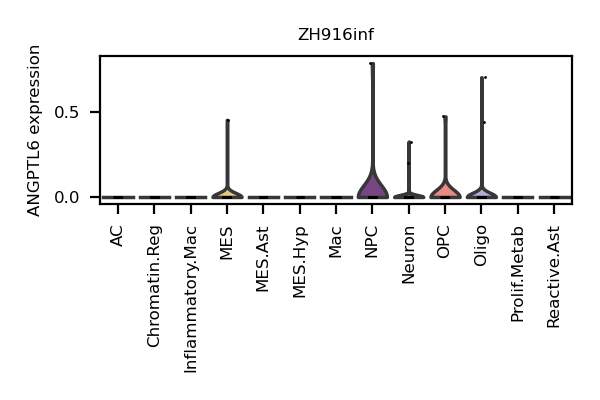 ZH916inf
ANGPTL6 expression
0.5
0.0
AC
Chromatin.Reg
Inflammatory.Mac
MES
MES.Ast
MES.Hyp
Mac
NPC
Neuron
OPC
Oligo
Prolif.Metab
Reactive.Ast